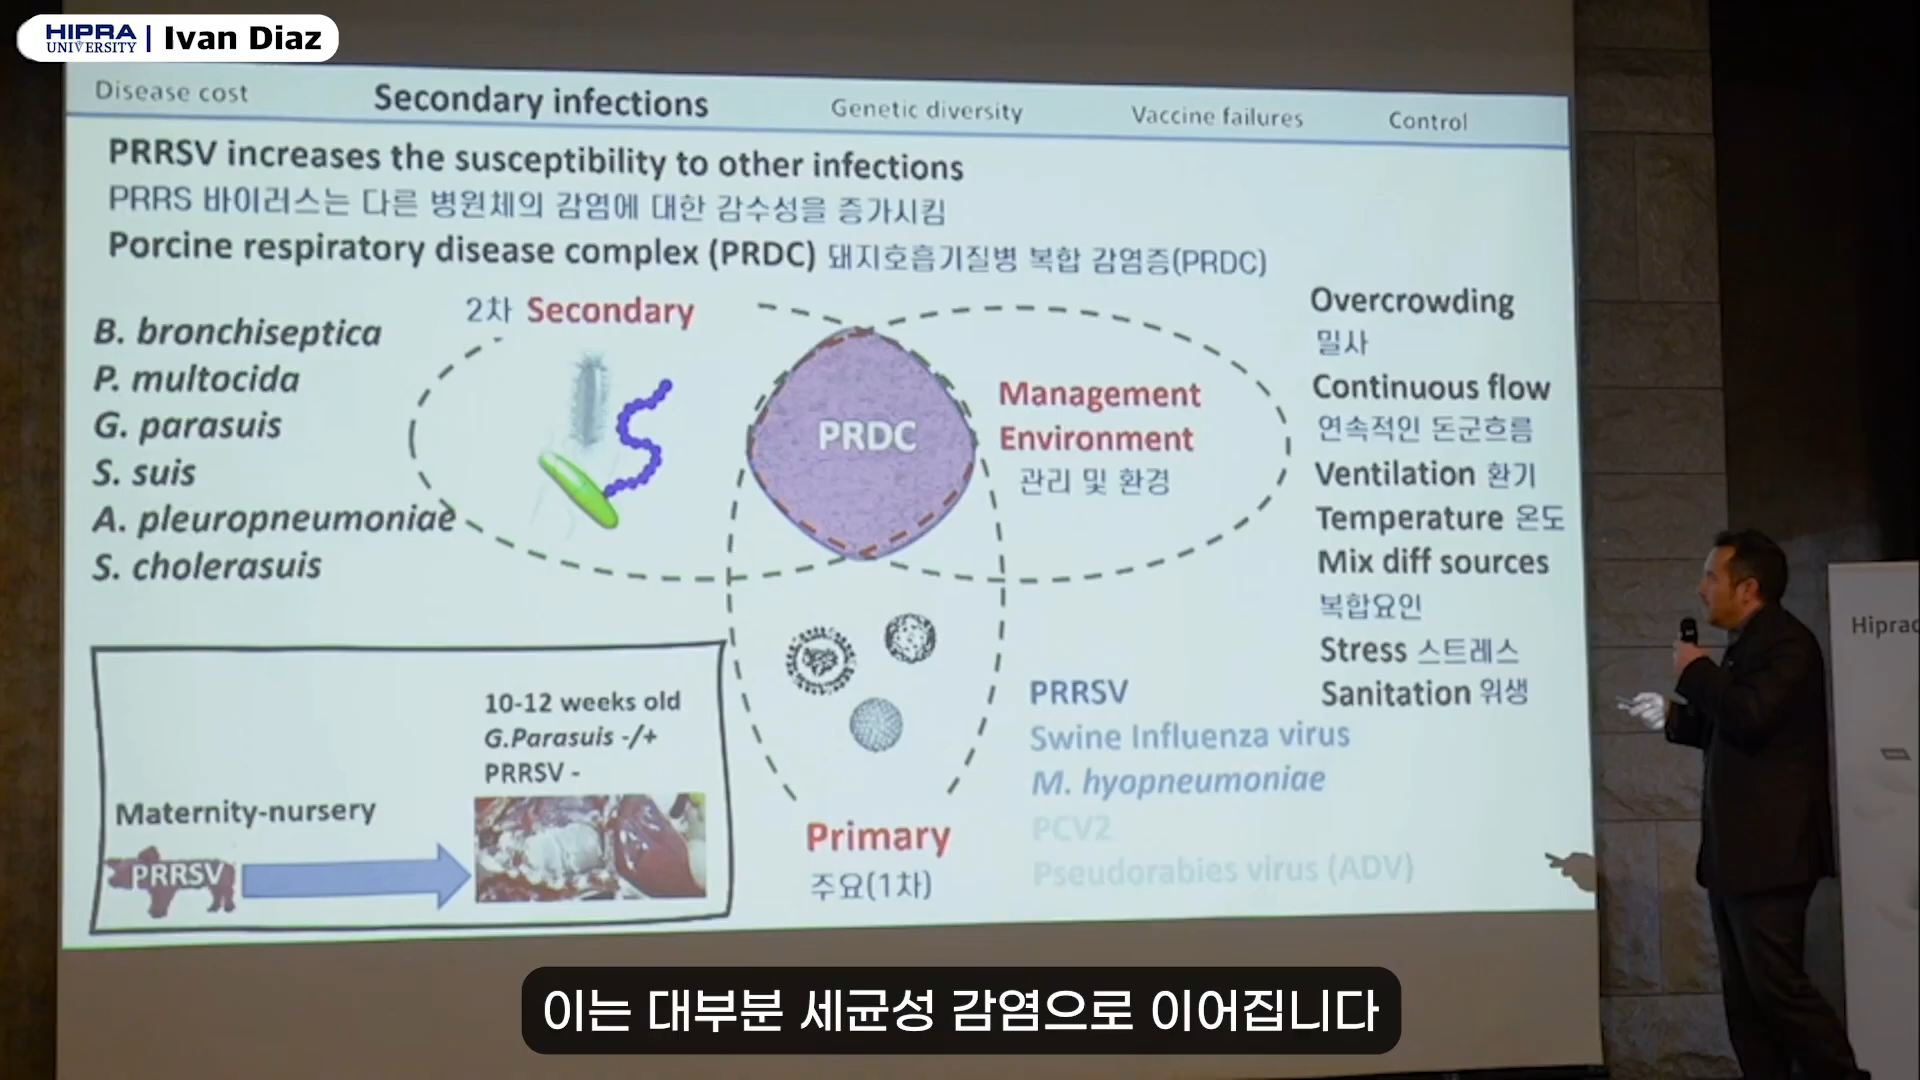 HIPRA
UNIVERSITY | Ivan Diaz
Disease cost
Secondary infections
Genetic diversity
Vaccine failures
Control
PRRSV increases the susceptibility to other infections
PRRS 바이러스는 다른 병원체의 감염에 대한 감수성을 증가시킴
Porcine respiratory disease complex (PRDC) 돼지호흡기질병 복합 감염증(PRDC)
B. bronchiseptica
P. multocida
G. parasuis
S. suis
A. pleuropneumoniae
S. cholerasuis
2차 Secondary
PRDC
Management
Environment
관리 및 환경
Overcrowding
밀사
Continuous flow
연속적인 돈군흐름
Ventilation 환기
Temperature 온도
Mix diff sources
복합요인
Stress 스트레스
Sanitation 위생
10-12 weeks old
G.Parasuis -/+
PRRSV -
Maternity-nursery
PRRSV
Primary
주요(1차)
PRRSV
Swine Influenza virus
M. hyopneumoniae
PCV2
Pseudorabies virus (ADV)
Hiprac
이는 대부분 세균성 감염으로 이어집니다